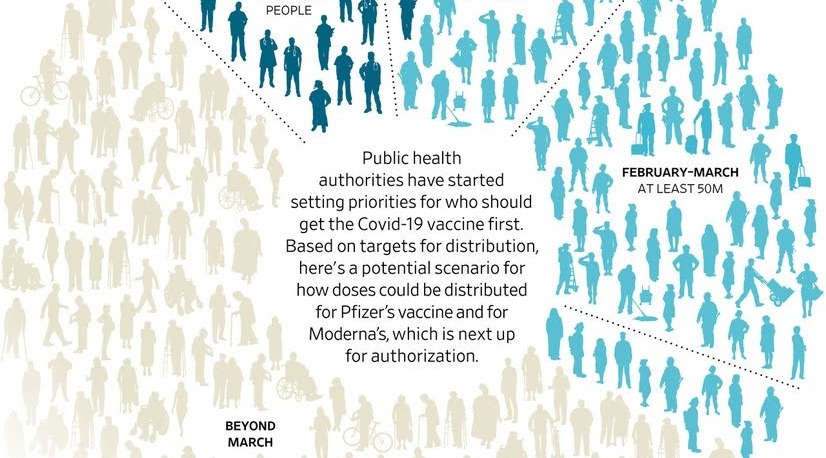 PEOPLE
Public health
authorities have started
setting priorities for who should
get the Covid-19 vaccine first.
Based on targets for distribution,
here's a potential scenario for
how doses could be distributed
for Pfizer's vaccine and for
Moderna's, which is next up
for authorization.
FEBRUARY–MARCH
AT LEAST 50M
BEYOND
MARCH